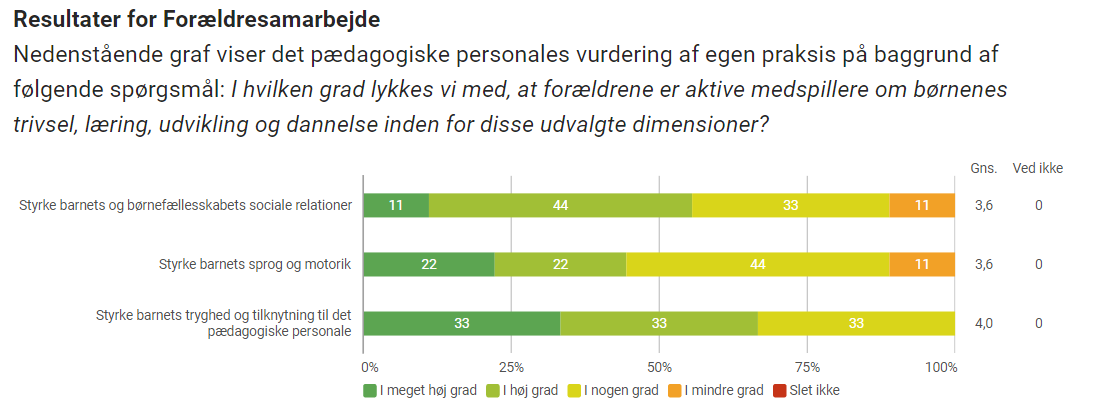 Resultater for Forældresamarbejde
Nedenstående graf viser det pædagogiske personales vurdering af egen praksis på baggrund af
følgende spørgsmål: I hvilken grad lykkes vi med, at forældrene er aktive medspillere om børnenes
trivsel, læring, udvikling og dannelse inden for disse udvalgte dimensioner?
Gns. Ved ikke
Styrke barnets og børnefællesskabets sociale relationer 11 44 33 11 3,6 0
Styrke barnets sprog og motorik 22 22 44 11 3,6 0
Styrke barnets tryghed og tilknytning til det
pædagogiske personale 33 33 33 4,0 0
0% 25% 50% 75% 100%
I meget høj grad I høj grad I nogen grad I mindre grad Slet ikke